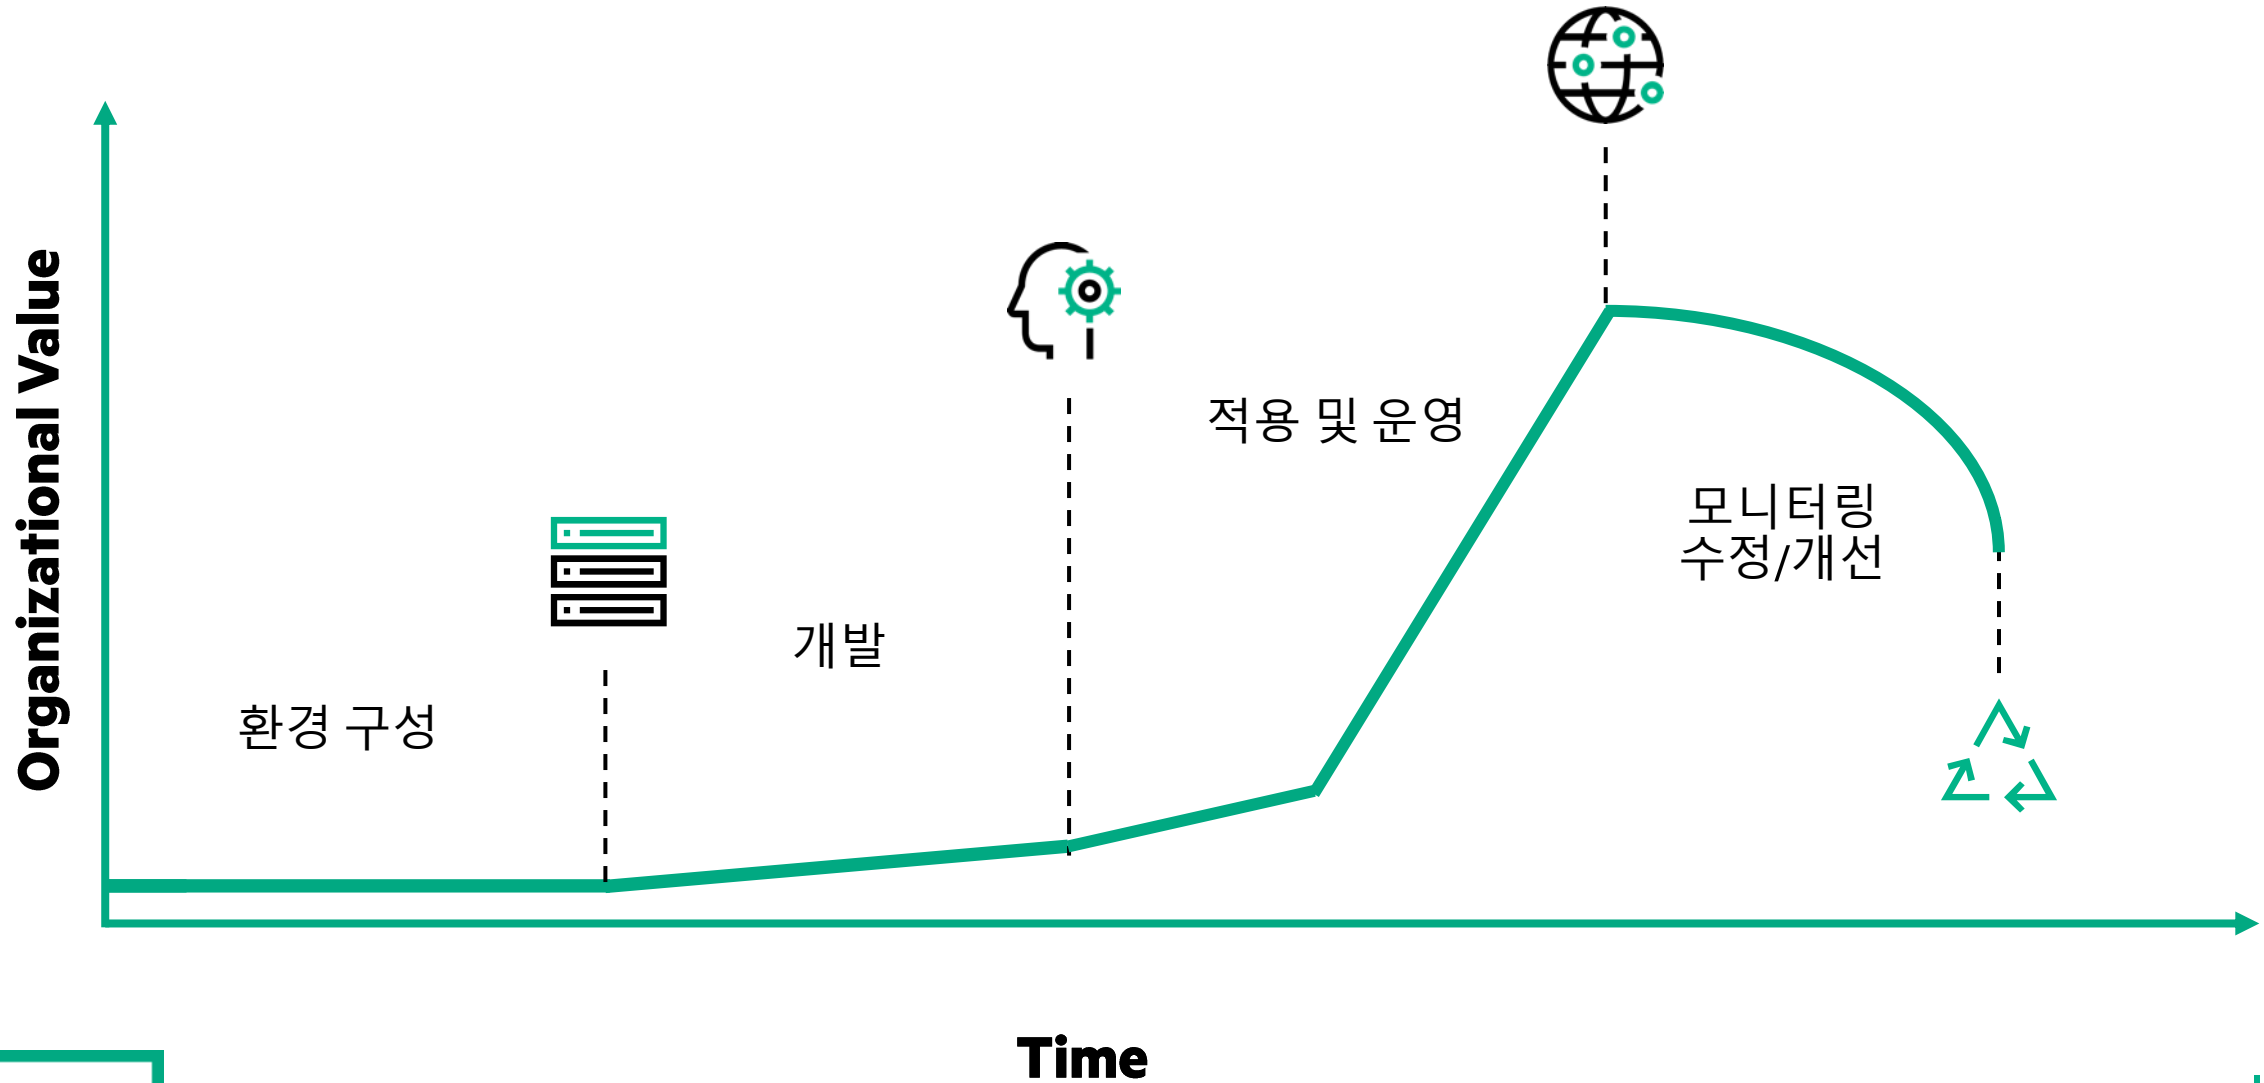 Organizational Value
적용 및 운영
모니터링
수정/개선
개발
환경 구성
Time